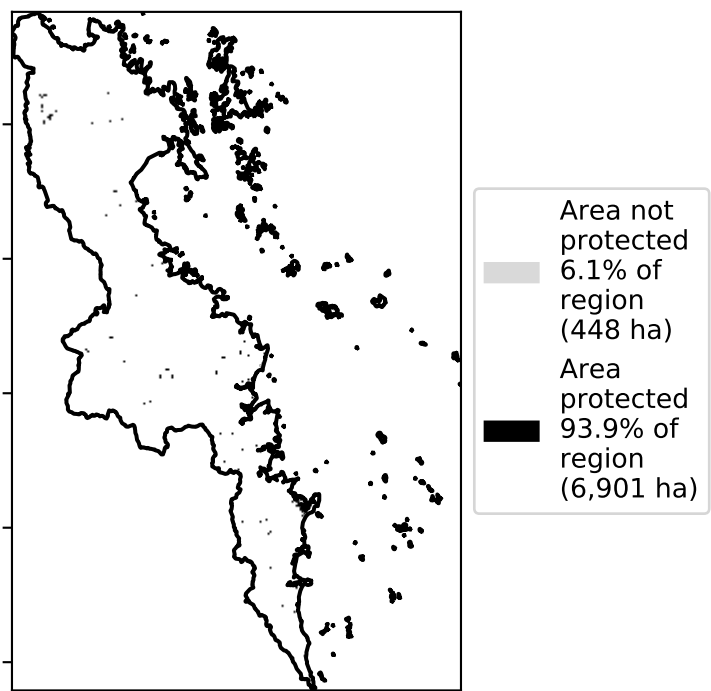 Area not
protected
6.1% of
region
(448 ha)
Area
protected
93.9% of
region
(6,901 ha)